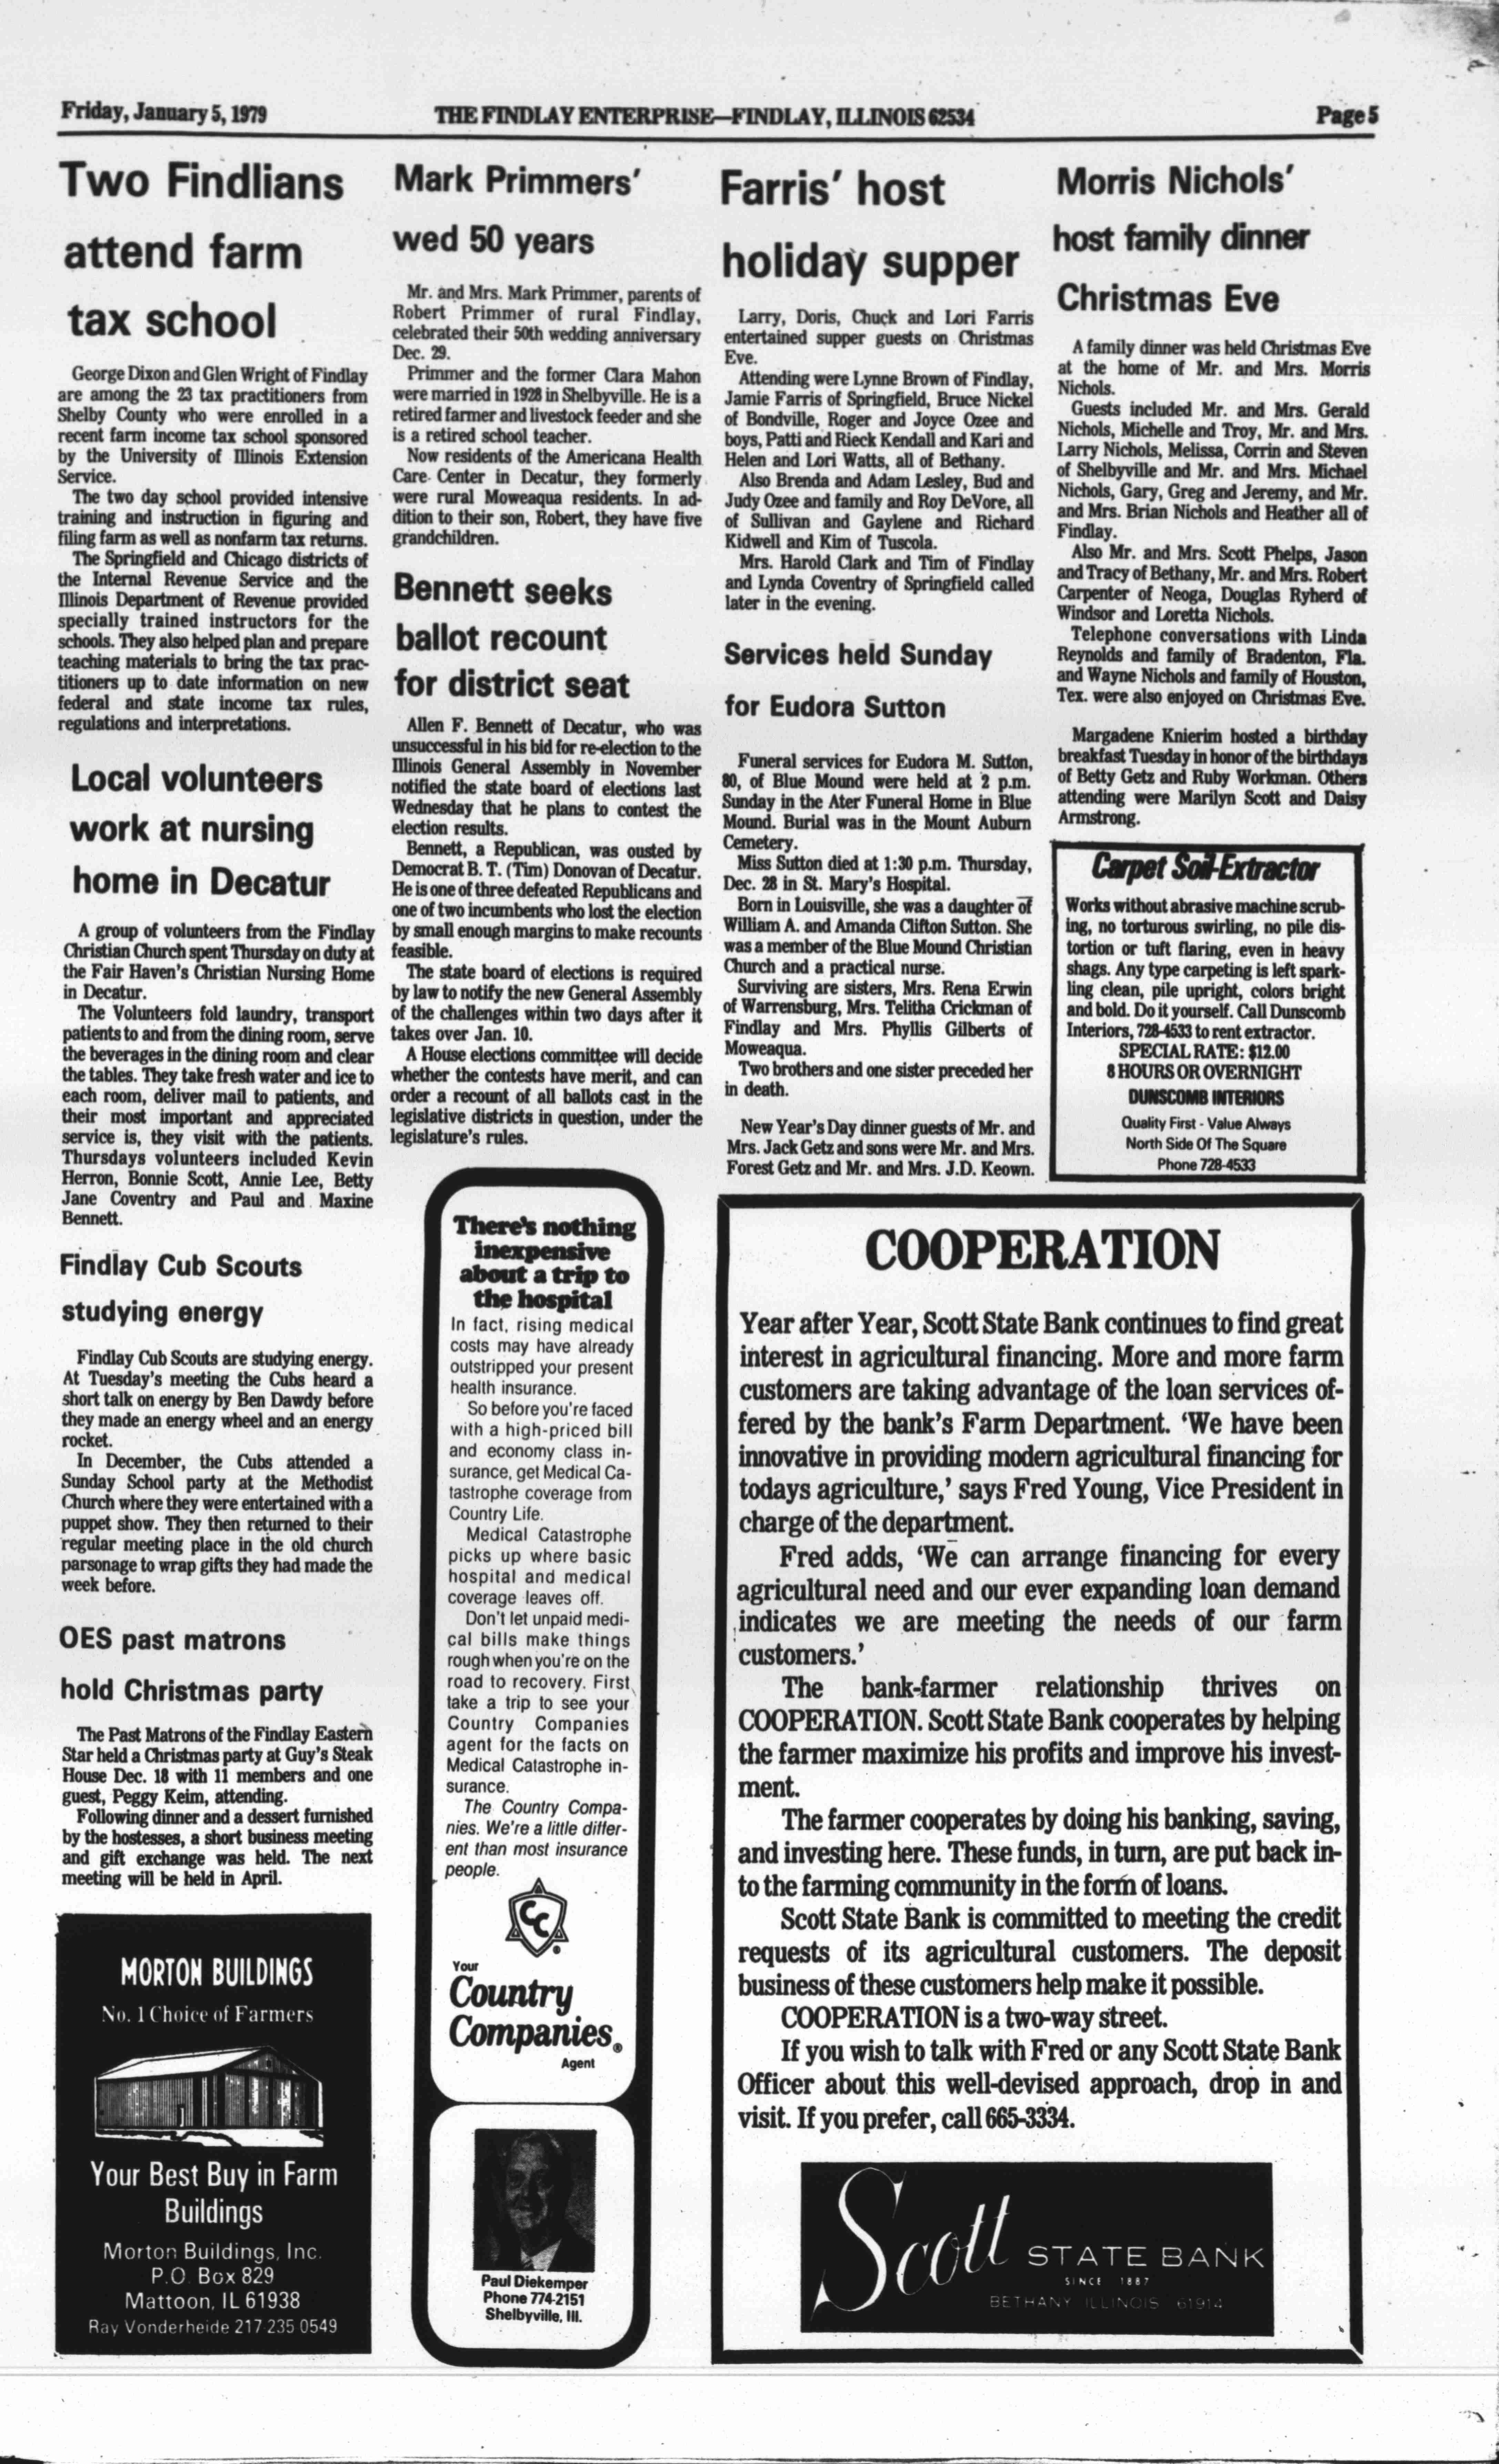 Friday, January 5, 1979
THE FINDLAY ENTERPRISE—FINDLAY, ILLINOIS 62534
Page 5
Two Findlians
attend farm
tax school
George Dixon and Glen Wright of Findlay
are among the 23 tax practitioners from
Shelby County who were enrolled in a
recent farm income tax school sponsored
by the University of Illinois Extension
Service.
The two day school provided intensive
training and instruction in figuring and
filing farm as well as nonfarm tax returns.
The Springfield and Chicago districts of
the Internal Revenue Service and the
Illinois Department of Revenue provided
specially trained instructors for the
schools. They also helped plan and prepare
teaching materials to bring the tax prac-
titioners up to date information on new
federal and state income tax rules,
regulations and interpretations.
Local volunteers
work at nursing
home in Decatur
A group of volunteers from the Findlay
Christian Church spent Thursday on duty at
the Fair Haven's Christian Nursing Home
in Decatur.
The Volunteers fold laundry, transport
patients to and from the dining room, serve
the beverages in the dining room and clear
the tables. They take fresh water and ice to
each room, deliver mail to patients, and
their most important and appreciated
service is, they visit with the patients.
Thursdays volunteers included Kevin
Herron, Bonnie Scott, Annie Lee, Betty
Jane Coventry and Paul and Maxine
Bennett.
Findlay Cub Scouts
studying energy
Findlay Cub Scouts are studying energy.
At Tuesday's meeting the Cubs heard a
short talk on energy by Ben Dawdy before
they made an energy wheel and an energy
rocket.
In December, the Cubs attended a
Sunday School party at the Methodist
Church where they were entertained with a
puppet show. They then returned to their
regular meeting place in the old church
parsonage to wrap gifts they had made the
week before.
OES past matrons
hold Christmas party
The Past Matrons of the Findlay Eastern
Star held a Christmas party at Guy's Steak
House Dec. 18 with 11 members and one
guest, Peggy Keim, attending.
Following dinner and a dessert furnished
by the hostesses, a short business meeting
and gift exchange was held. The next
meeting will be held in April.
MORTON BUILDINGS
No. 1 Choice of Farmers
Your Best Buy in Farm
Buildings
Morton Buildings, Inc.
P.O. Box 829
Mattoon, IL 61938
Ray Vonderheide 217 235 0549
Mark Primmers'
wed 50 years
Mr. and Mrs. Mark Primmer, parents of
Robert Primmer of rural Findlay,
celebrated their 50th wedding anniversary
Dec. 29.
Primmer and the former Clara Mahon
were married in 1928 in Shelbyville. He is a
retired farmer and livestock feeder and she
is a retired school teacher.
Now residents of the Americana Health
Care Center in Decatur, they formerly
were rural Moweaqua residents. In ad-
dition to their son, Robert, they have five
grandchildren.
Bennett seeks
ballot recount
for district seat
Allen F. Bennett of Decatur, who was
unsuccessful in his bid for re-election to the
Illinois General Assembly in November
notified the state board of elections last
Wednesday that he plans to contest the
election results.
Bennett, a Republican, was ousted by
Democrat B. T. (Tim) Donovan of Decatur.
He is one of three defeated Republicans and
one of two incumbents who lost the election
by small enough margins to make recounts
feasible.
The state board of elections is required
by law to notify the new General Assembly
of the challenges within two days after it
takes over Jan. 10.
A House elections committee will decide
whether the contests have merit, and can
order a recount of all ballots cast in the
legislative districts in question, under the
legislature's rules.
There's nothing
inexpensive
about a trip to
the hospital
In fact, rising medical
costs may have already
outstripped your present
health insurance.
So before you're faced
with a high-priced bill
and economy class in-
surance, get Medical Ca-
tastrophe coverage from
Country Life.
Medical Catastrophe
picks up where basic
hospital and medical
coverage leaves off.
Don't let unpaid medi-
cal bills make things
rough when you're on the
road to recovery. First,
take a trip to see your
Country Companies
agent for the facts on
Medical Catastrophe in-
surance.
The Country Compa-
nies. We're a little differ-
ent than most insurance
people.
CC
Your
Country
Companies®
Agent
Paul Diekemper
Phone 774-2151
Shelbyville, Ill.
Farris' host
holiday supper
Larry, Doris, Chuck and Lori Farris
entertained supper guests on Christmas
Eve.
Attending were Lynne Brown of Findlay,
Jamie Farris of Springfield, Bruce Nickel
of Bondville, Roger and Joyce Ozee and
boys, Patti and Rieck Kendall and Kari and
Helen and Lori Watts, all of Bethany.
Also Brenda and Adam Lesley, Bud and
Judy Ozee and family and Roy DeVore, all
of Sullivan and Gaylene and Richard
Kidwell and Kim of Tuscola.
Mrs. Harold Clark and Tim of Findlay
and Lynda Coventry of Springfield called
later in the evening.
Services held Sunday
for Eudora Sutton
Funeral services for Eudora M. Sutton,
80, of Blue Mound were held at 2 p.m.
Sunday in the Ater Funeral Home in Blue
Mound. Burial was in the Mount Auburn
Cemetery.
Miss Sutton died at 1:30 p.m. Thursday,
Dec. 28 in St. Mary's Hospital.
Born in Louisville, she was a daughter of
William A. and Amanda Clifton Sutton. She
was a member of the Blue Mound Christian
Church and a practical nurse.
Surviving are sisters, Mrs. Rena Erwin
of Warrensburg, Mrs. Telitha Crickman of
Findlay and Mrs. Phyllis Gilberts of
Moweaqua.
Two brothers and one sister preceded her
in death.
New Year's Day dinner guests of Mr. and
Mrs. Jack Getz and sons were Mr. and Mrs.
Forest Getz and Mr. and Mrs. J.D. Keown.
Morris Nichols'
host family dinner
Christmas Eve
A family dinner was held Christmas Eve
at the home of Mr. and Mrs. Morris
Nichols.
Guests included Mr. and Mrs. Gerald
Nichols, Michelle and Troy, Mr. and Mrs.
Larry Nichols, Melissa, Corrin and Steven
of Shelbyville and Mr. and Mrs. Michael
Nichols, Gary, Greg and Jeremy, and Mr.
and Mrs. Brian Nichols and Heather all of
Findlay.
Also Mr. and Mrs. Scott Phelps, Jason
and Tracy of Bethany, Mr. and Mrs. Robert
Carpenter of Neoga, Douglas Ryherd of
Windsor and Loretta Nichols.
Telephone conversations with Linda
Reynolds and family of Bradenton, Fla.
and Wayne Nichols and family of Houston,
Tex. were also enjoyed on Christmas Eve.
Margadene Knierim hosted a birthday
breakfast Tuesday in honor of the birthdays
of Betty Getz and Ruby Workman. Others
attending were Marilyn Scott and Daisy
Armstrong.
Carpet Soil-Extractor
Works without abrasive machine scrub-
ing, no torturous swirling, no pile dis-
tortion or tuft flaring, even in heavy
shags. Any type carpeting is left spark-
ling clean, pile upright, colors bright
and bold. Do it yourself. Call Dunscomb
Interiors, 728-4533 to rent extractor.
SPECIAL RATE: $12.00
8 HOURS OR OVERNIGHT
DUNSCOMB INTERIORS
Quality First - Value Always
North Side Of The Square
Phone 728-4533
COOPERATION
Year after Year, Scott State Bank continues to find great
interest in agricultural financing. More and more farm
customers are taking advantage of the loan services of-
fered by the bank's Farm Department. 'We have been
innovative in providing modern agricultural financing for
todays agriculture,' says Fred Young, Vice President in
charge of the department.
Fred adds, 'We can arrange financing for every
agricultural need and our ever expanding loan demand
indicates we are meeting the needs of our farm
customers.'
The bank-farmer relationship thrives on
COOPERATION. Scott State Bank cooperates by helping
the farmer maximize his profits and improve his invest-
ment.
The farmer cooperates by doing his banking, saving,
and investing here. These funds, in turn, are put back in-
to the farming community in the form of loans.
Scott State Bank is committed to meeting the credit
requests of its agricultural customers. The deposit
business of these customers help make it possible.
COOPERATION is a two-way street.
If you wish to talk with Fred or any Scott State Bank
Officer about this well-devised approach, drop in and
visit. If you prefer, call 665-3334.
Scott STATE BANK
SINCE 1887
BETHANY ILLINOIS 61914